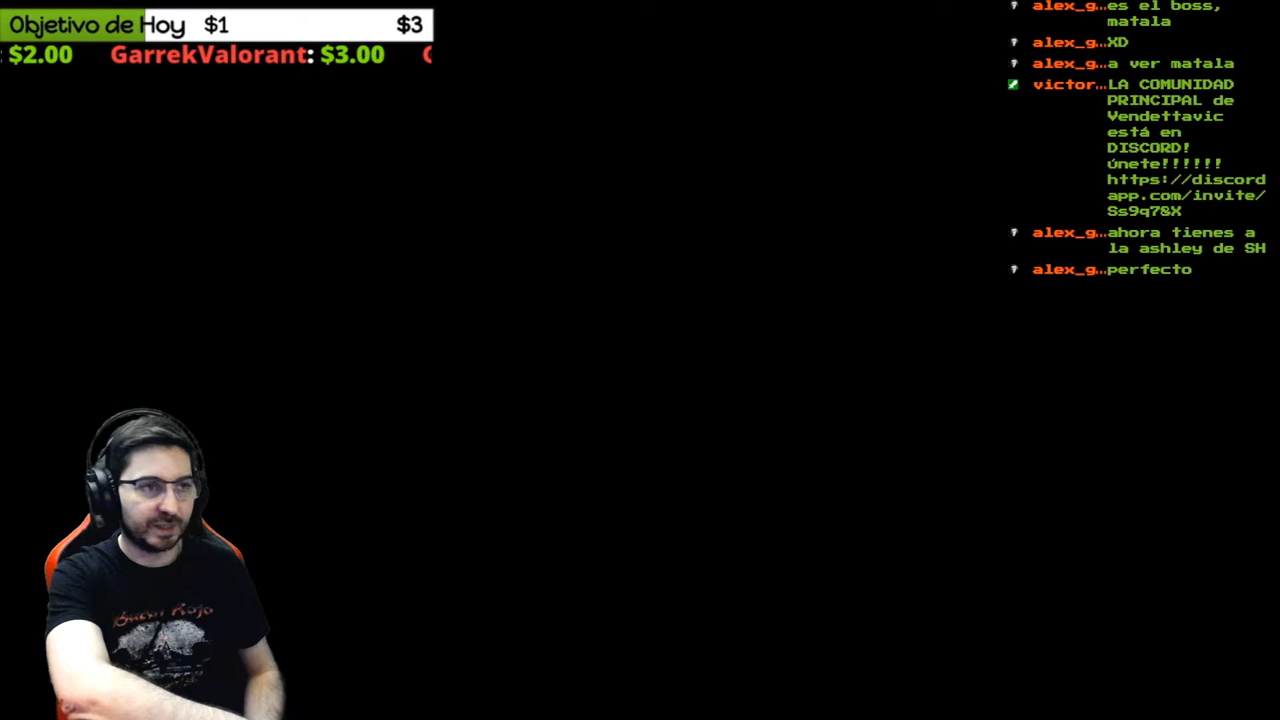 Objetivo de Hoy $1 $3
: $2.00 GarrekValorant: $3.00
alex_g…es el boss,
matala
alex_g…XD
alex_g…a ver matala
victor…LA COMUNIDAD
PRINCIPAL de
Vendettavic
está en
DISCORD!
únete!!!!!!
https://discord
app.com/invite/
Ss9q7&X
alex_g…ahora tienes a
la ashley de SH
alex_g…perfecto